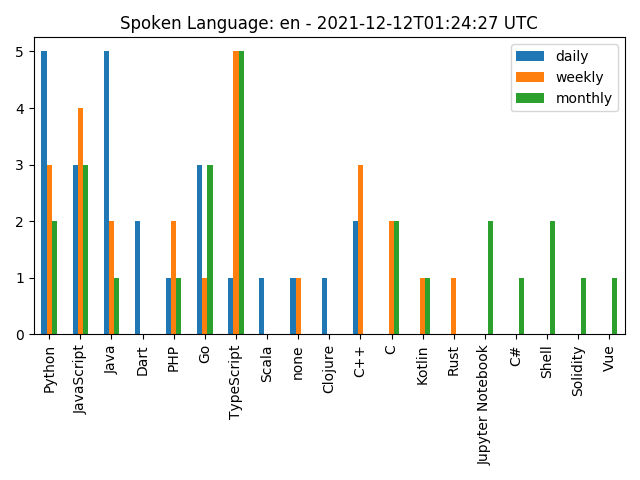 Spoken Language: en - 2021-12-12T01:24:27 UTC
daily
weekly
monthly
5
4
3
2
1
0
Python
JavaScript
Java
Dart
PHP
Go
TypeScript
Scala
none
Clojure
C++
C
Kotlin
Rust
Jupyter Notebook
C#
Shell
Solidity
Vue